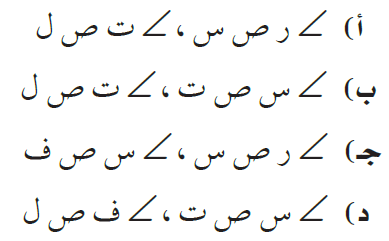 أ) ∠ ر ص س ، ∠ ت ص ل
ب) ∠ س ص ت ، ∠ ت ص ل
جـ) ∠ ر ص س ، ∠ س ص ف
د) ∠ س ص ت ، ∠ ف ص ل